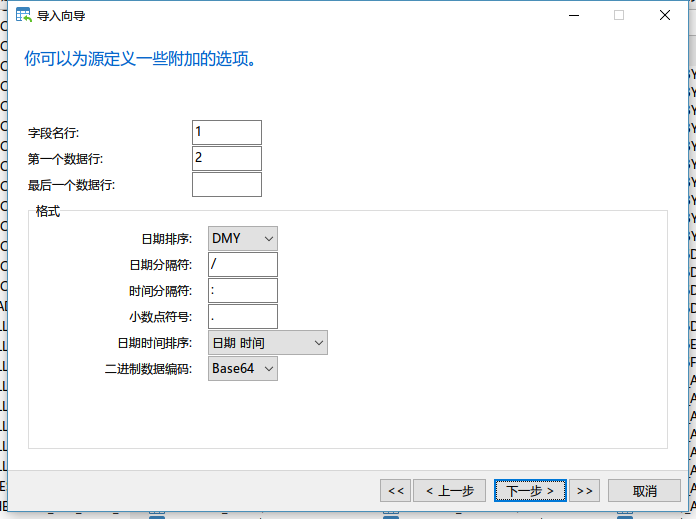 导入向导
你可以为源定义一些附加的选项。
字段名行: 1
第一个数据行: 2
最后一个数据行:
格式
日期排序: DMY
日期分隔符: /
时间分隔符: :
小数点符号: .
日期时间排序: 日期 时间
二进制数据编码: Base64
<< < 上一步 下一步 > >> 取消